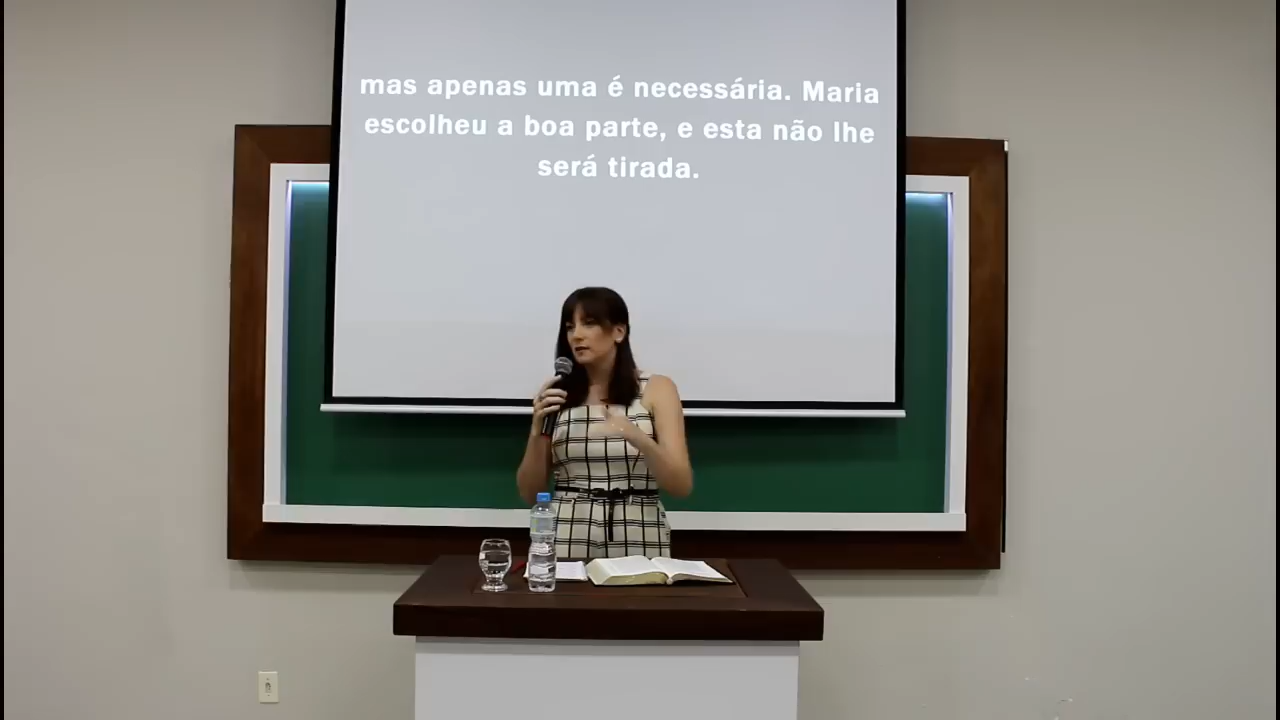 mas apenas uma é necessária. Maria
escolheu a boa parte, e esta não lhe
será tirada.